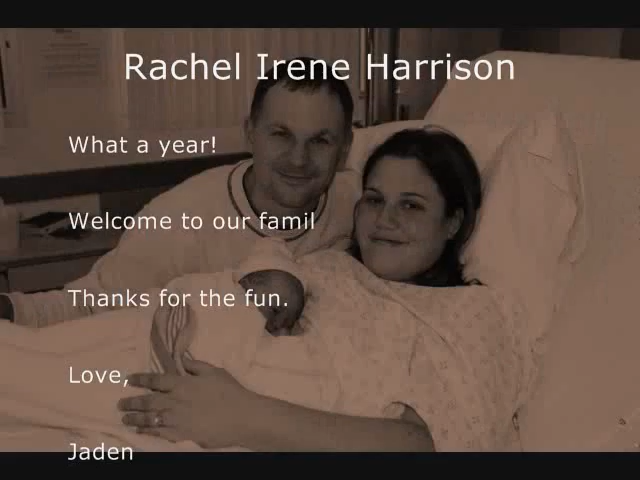 Rachel Irene Harrison
What a year!
Welcome to our famil
Thanks for the fun.
Love,
Jaden